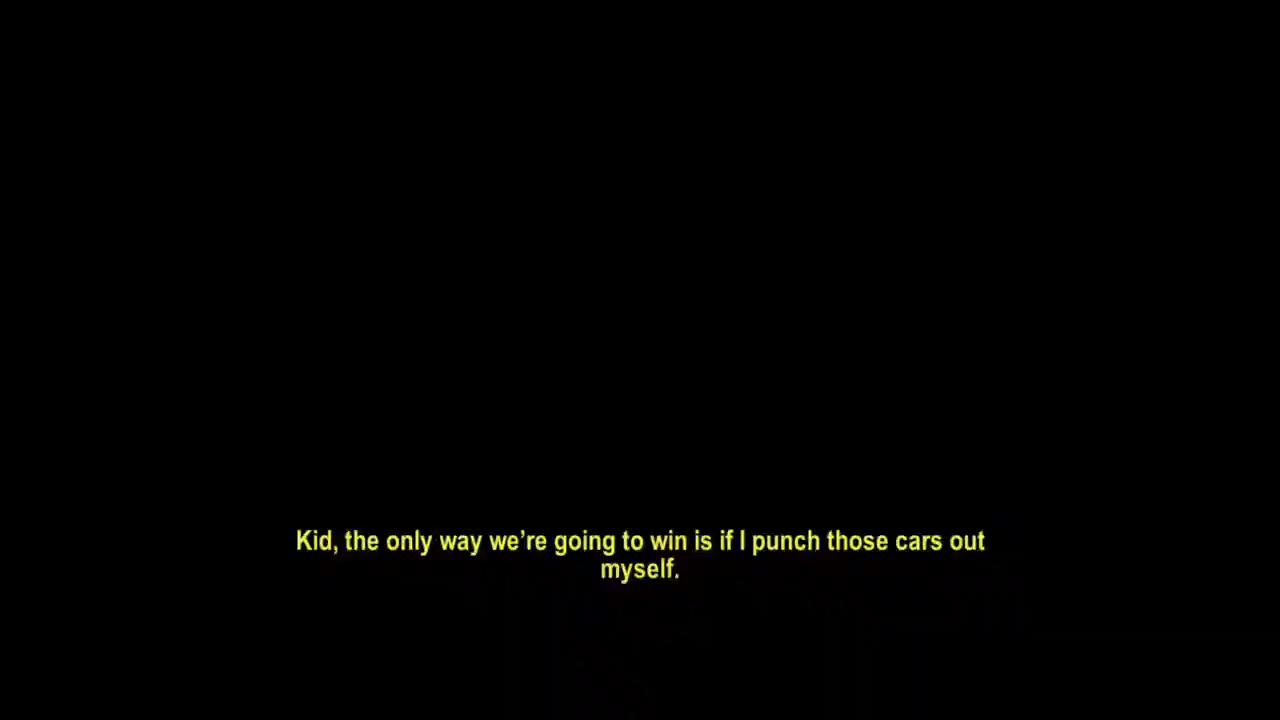 Kid, the only way we’re going to win is if I punch those cars out
myself.